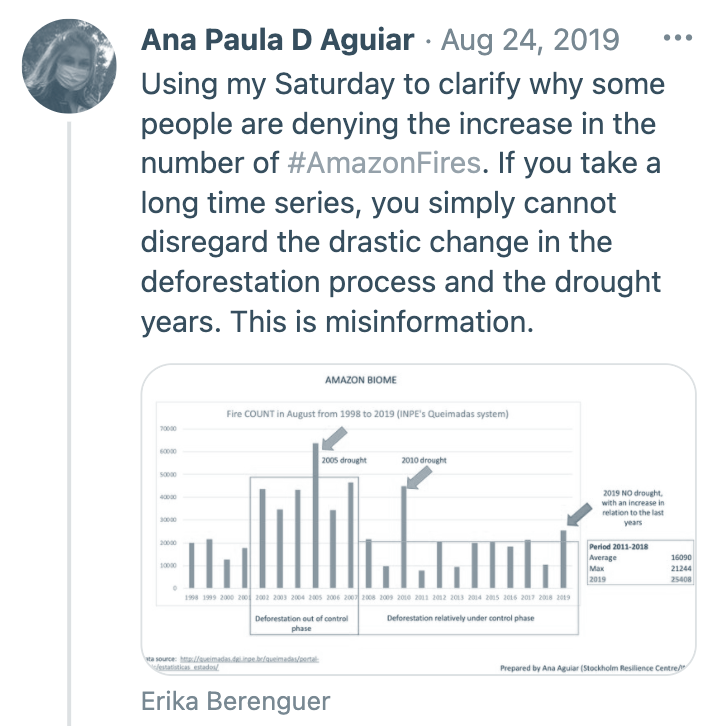 Ana Paula D Aguiar · Aug 24, 2019
Using my Saturday to clarify why some
people are denying the increase in the
number of #AmazonFires. If you take a
long time series, you simply cannot
disregard the drastic change in the
deforestation process and the drought
years. This is misinformation.
AMAZON BIOME
Fire COUNT in August from 1998 to 2019 (INPE's Queimadas system)
70000
60000
50000
40000
30000
20000
10000
0
2005 drought
2010 drought
2019 NO drought,
with an increase in
relation to the last
years
1998 1999 2000 2001 2002 2003 2004 2005 2006 2007 2008 2009 2010 2011 2012 2013 2014 2015 2016 2017 2018 2019
Period 2011-2018
Average 16090
Max 21244
2019 25408
Deforestation out of control
phase
Deforestation relatively under control phase
source: http://queimadas.dgi.inpe.br/queimadas/portal-
/estatisticas_estados/
Prepared by Ana Aguiar (Stockholm Resilience Centre/
Erika Berenguer